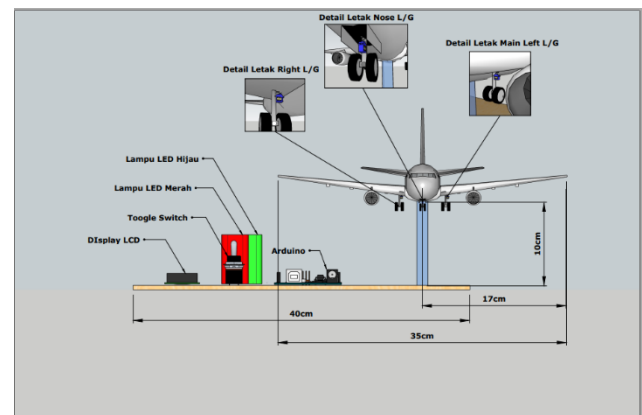 Detail Letak Nose L/G
Detail Letak Main Left L/G
Detail Letak Right L/G
Lampu LED Hijau
Lampu LED Merah
Toogle Switch
DIsplay LCD
Arduino
10cm
17cm
40cm
35cm